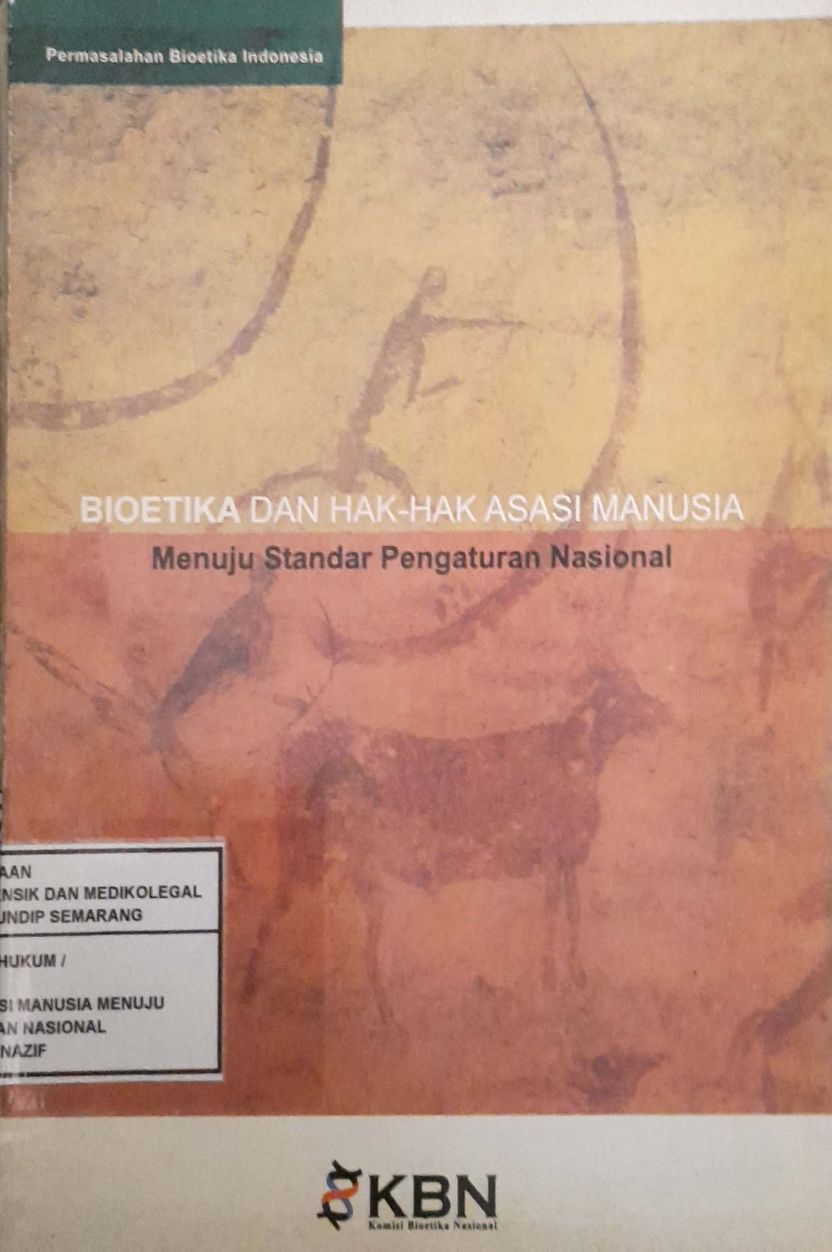 Permasalahan Bioetika Indonesia
BIOETIKA DAN HAK-HAK ASASI MANUSIA
Menuju Standar Pengaturan Nasional
AAN
NSIK DAN MEDIKOLEGAL
UNDIP SEMARANG
HUKUM /
SI MANUSIA MENUJU
AN NASIONAL
NAZIF
KBN
Komisi Bioetika Nasional